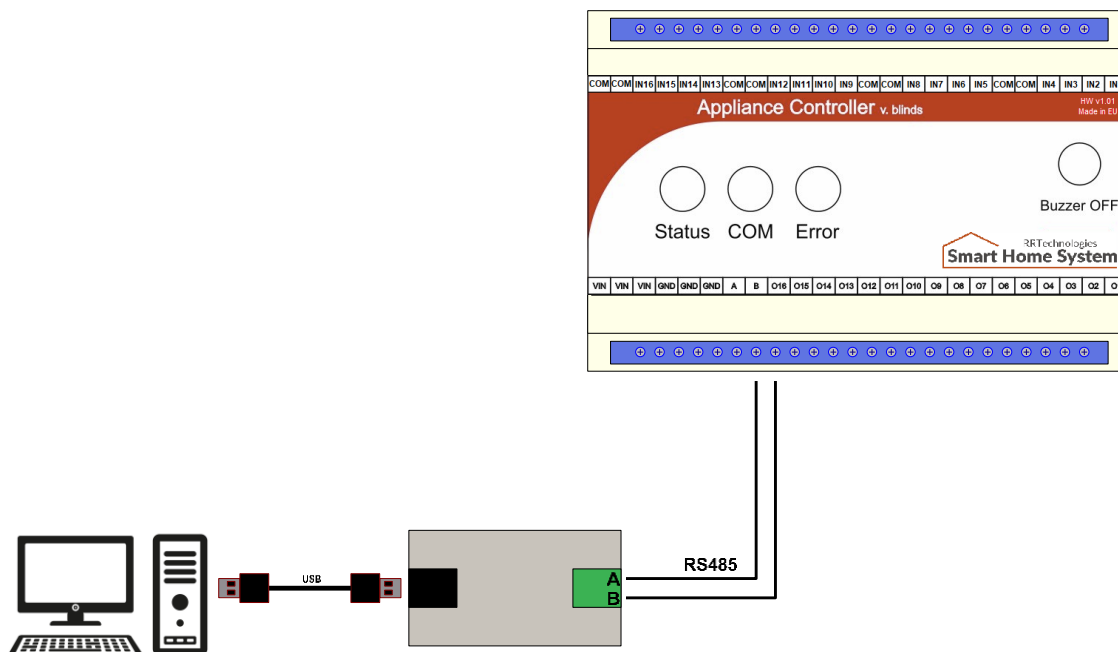 COM COM IN16 IN15 IN14 IN13 COM COM IN12 IN11 IN10 IN9 COM COM IN8 IN7 IN6 IN5 COM COM IN4 IN3 IN2 IN
Appliance Controller v. blinds
HW v1.01
Made in EU
Buzzer OFF
Status COM Error
RRTechnologies
Smart Home System
VIN VIN VIN GND GND GND A B O16 O15 O14 O13 O12 O11 O10 O9 O8 O7 O6 O5 O4 O3 O2 O
RS485
USB
A
B